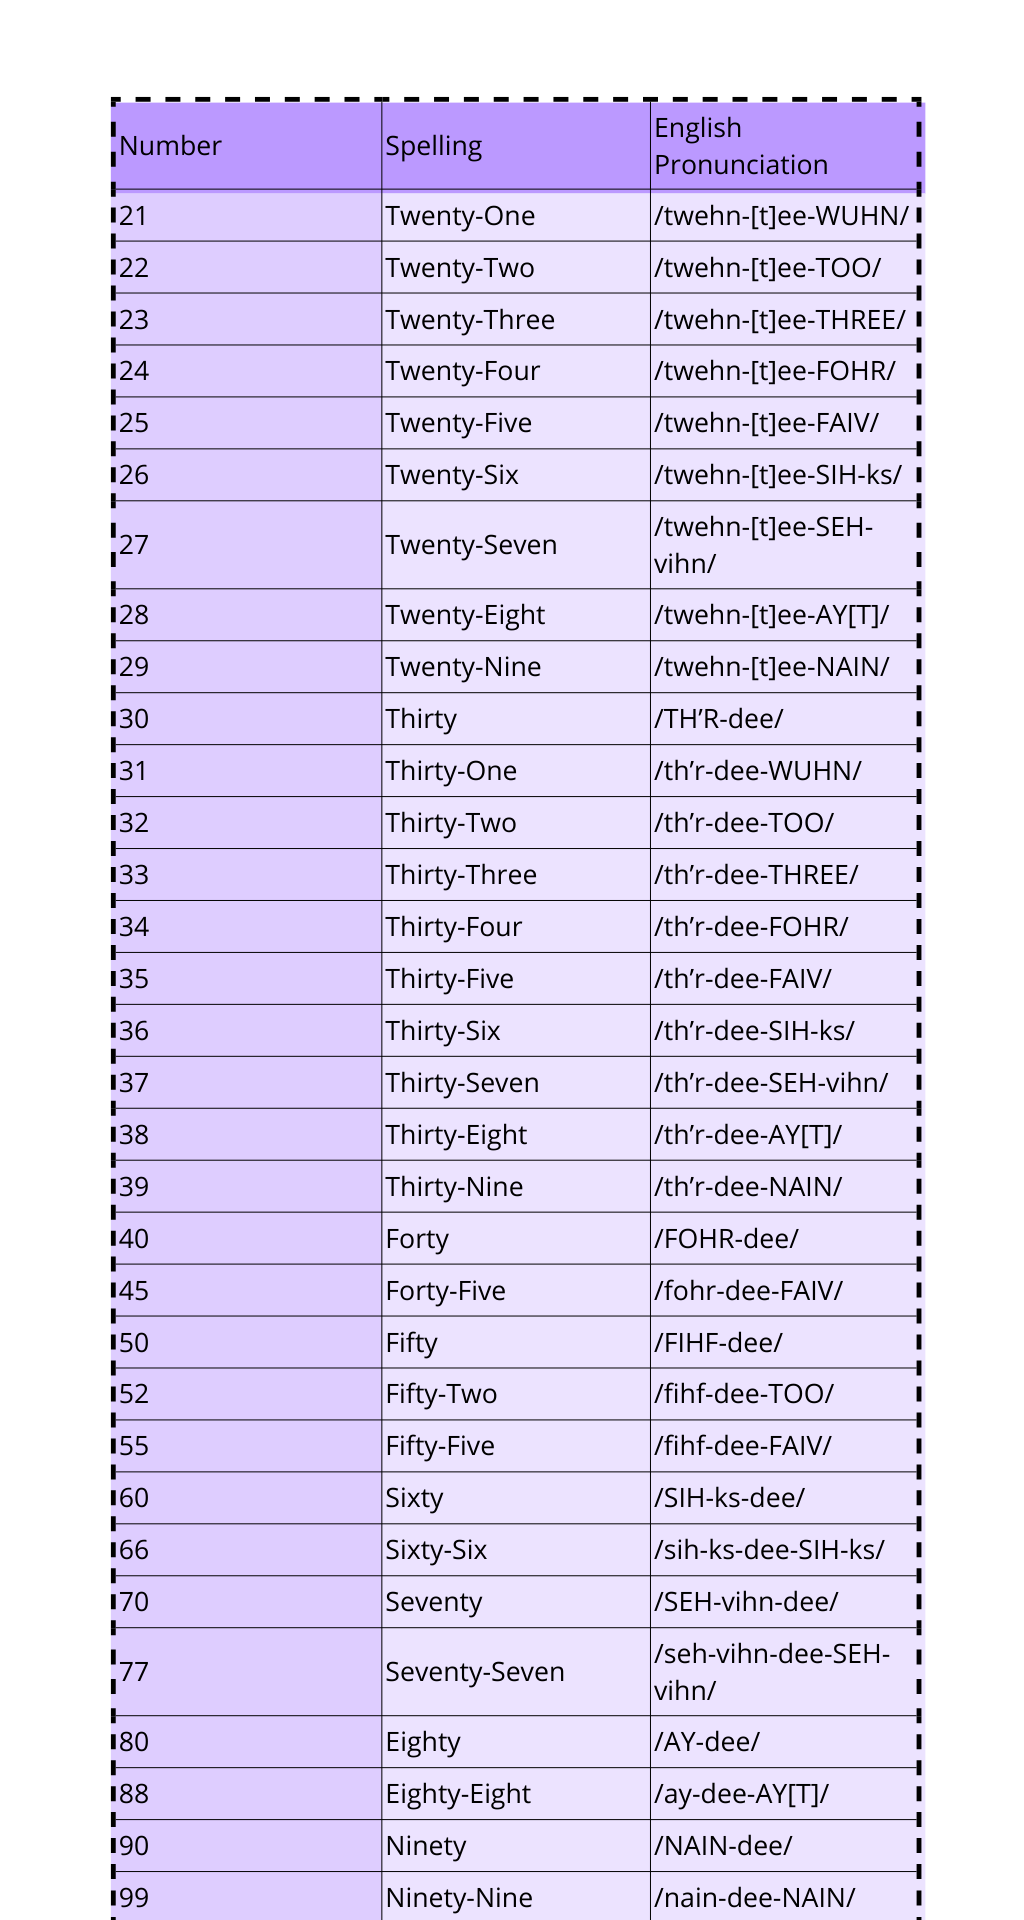 Number Spelling English Pronunciation
21 Twenty-One /twehn-[t]ee-WUHN/
22 Twenty-Two /twehn-[t]ee-TOO/
23 Twenty-Three /twehn-[t]ee-THREE/
24 Twenty-Four /twehn-[t]ee-FOHR/
25 Twenty-Five /twehn-[t]ee-FAIV/
26 Twenty-Six /twehn-[t]ee-SIH-ks/
27 Twenty-Seven /twehn-[t]ee-SEH-vihn/
28 Twenty-Eight /twehn-[t]ee-AY[T]/
29 Twenty-Nine /twehn-[t]ee-NAIN/
30 Thirty /TH’R-dee/
31 Thirty-One /th’r-dee-WUHN/
32 Thirty-Two /th’r-dee-TOO/
33 Thirty-Three /th’r-dee-THREE/
34 Thirty-Four /th’r-dee-FOHR/
35 Thirty-Five /th’r-dee-FAIV/
36 Thirty-Six /th’r-dee-SIH-ks/
37 Thirty-Seven /th’r-dee-SEH-vihn/
38 Thirty-Eight /th’r-dee-AY[T]/
39 Thirty-Nine /th’r-dee-NAIN/
40 Forty /FOHR-dee/
45 Forty-Five /fohr-dee-FAIV/
50 Fifty /FIHF-dee/
52 Fifty-Two /fihf-dee-TOO/
55 Fifty-Five /fihf-dee-FAIV/
60 Sixty /SIH-ks-dee/
66 Sixty-Six /sih-ks-dee-SIH-ks/
70 Seventy /SEH-vihn-dee/
77 Seventy-Seven /seh-vihn-dee-SEH-vihn/
80 Eighty /AY-dee/
88 Eighty-Eight /ay-dee-AY[T]/
90 Ninety /NAIN-dee/
99 Ninety-Nine /nain-dee-NAIN/